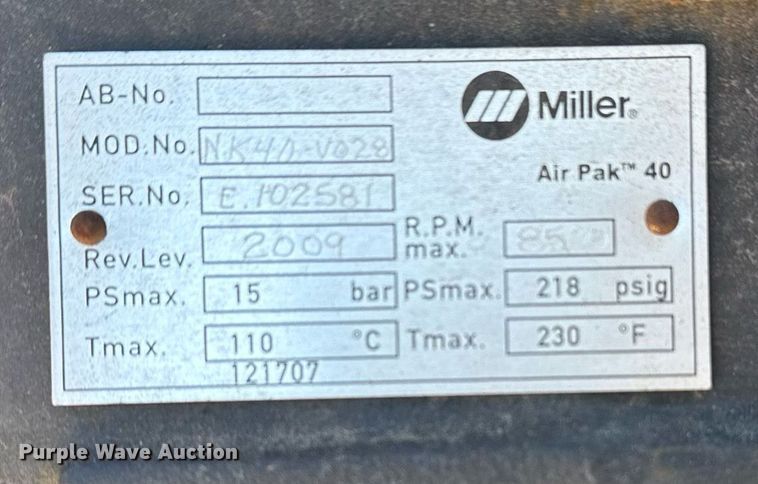 AB-No.
Miller®
MOD.No. NK40-V028
Air Pak™ 40
SER.No. E.102581
Rev.Lev. 2009 R.P.M. max.
PSmax. 15 bar PSmax. 218 psig
Tmax. 110 °C Tmax. 230 °F
121707
Purple Wave Auction